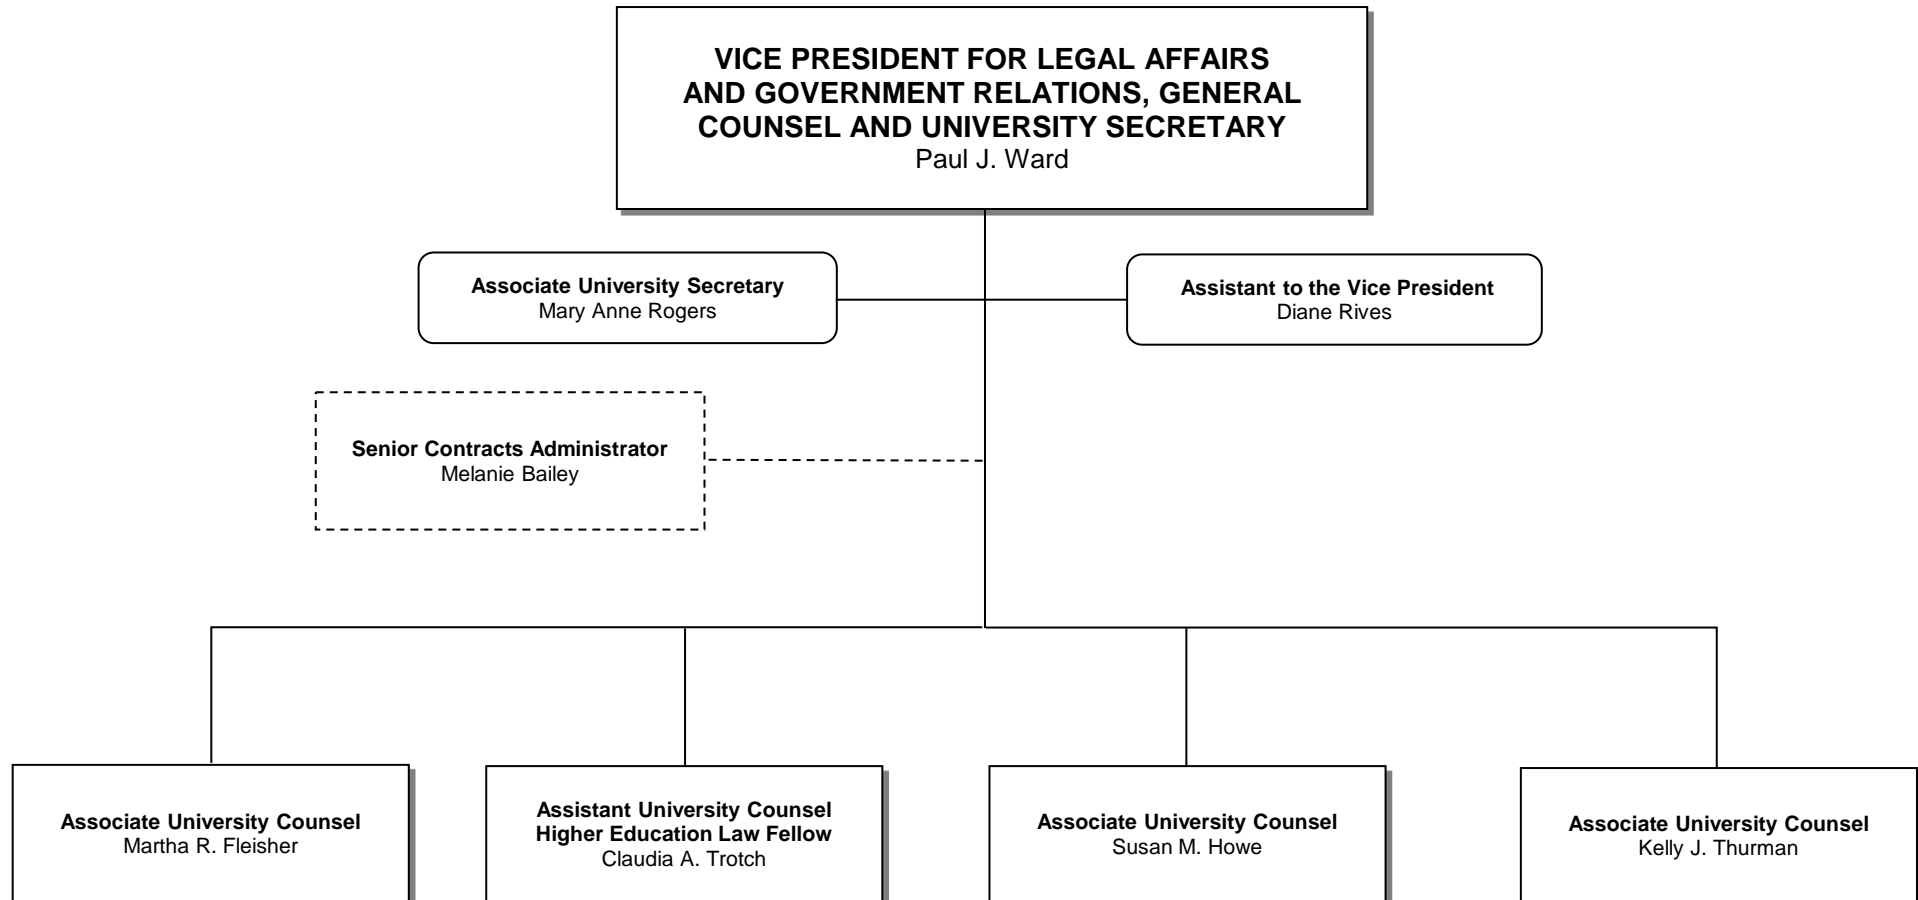 VICE PRESIDENT FOR LEGAL AFFAIRS
AND GOVERNMENT RELATIONS, GENERAL
COUNSEL AND UNIVERSITY SECRETARY
Paul J. Ward
Associate University Secretary
Mary Anne Rogers
Assistant to the Vice President
Diane Rives
Senior Contracts Administrator
Melanie Bailey
Associate University Counsel
Martha R. Fleisher
Assistant University Counsel
Higher Education Law Fellow
Claudia A. Trotch
Associate University Counsel
Susan M. Howe
Associate University Counsel
Kelly J. Thurman